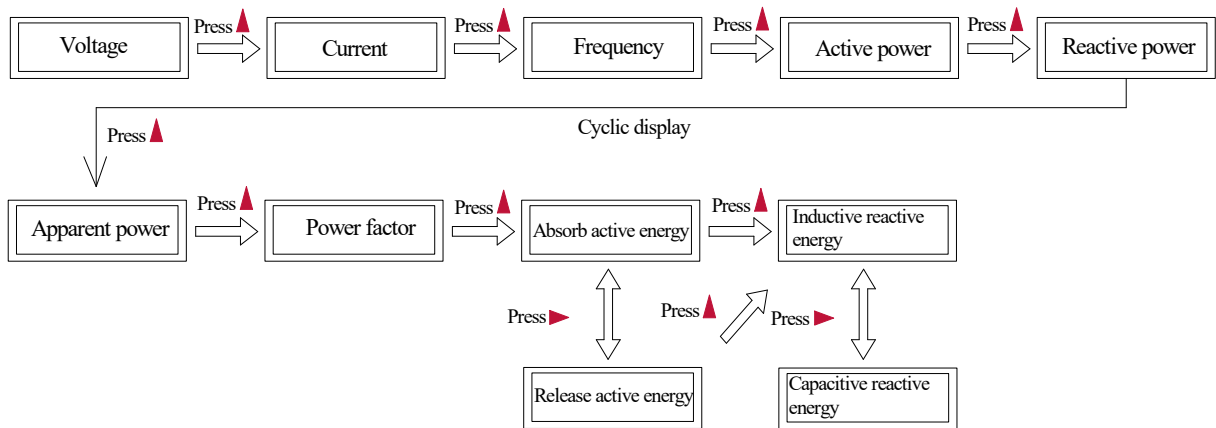 Press
Press
Press
Press
Voltage
Current
Frequency
Active power
Reactive power
Press
Cyclic display
Press
Press
Press
Apparent power
Power factor
Absorb active energy
Inductive reactive
energy
Press
Press
Press
Release active energy
Capacitive reactive
energy